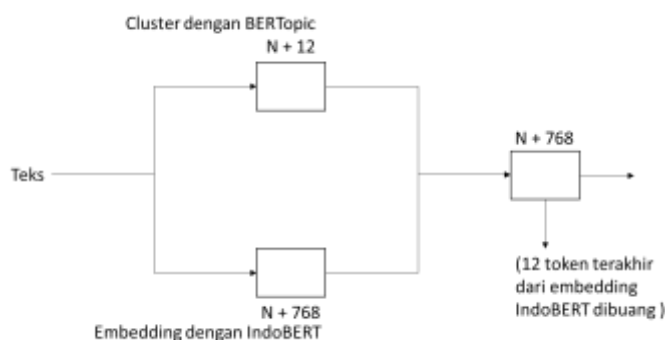 Cluster dengan BERTopic
N + 12
N + 768
Teks
(12 token terakhir
dari embedding
IndoBERT dibuang )
N + 768
Embedding dengan IndoBERT